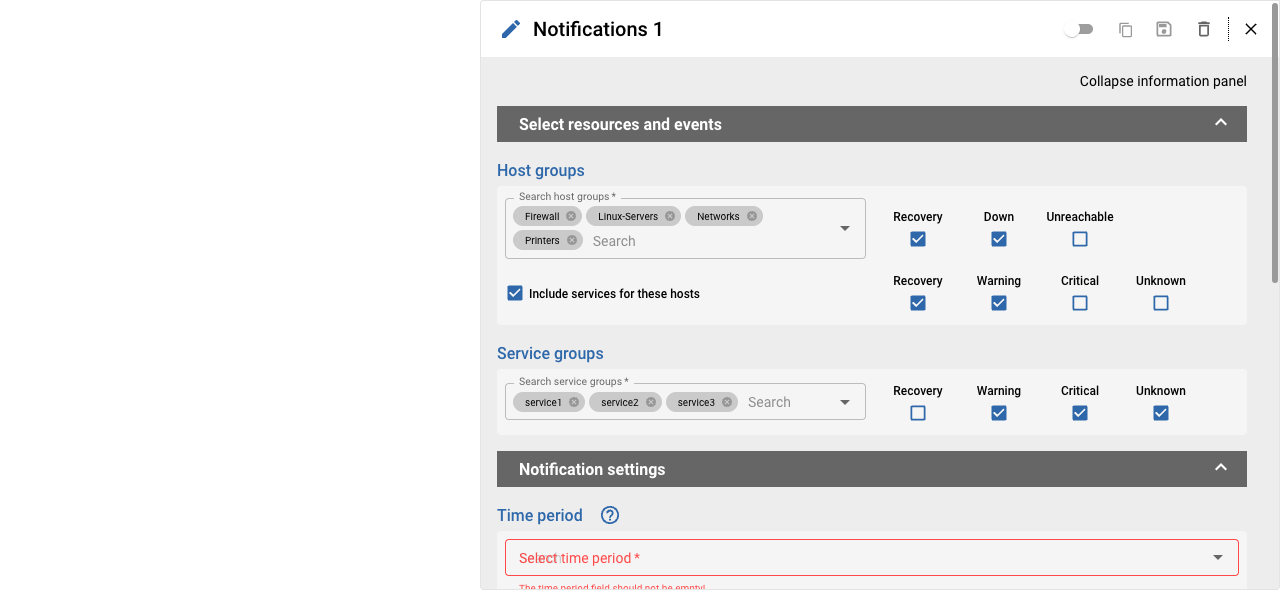 Notifications 1
Collapse information panel
Select resources and events
Host groups
Search host groups *
Firewall Linux-Servers Networks
Printers Search
Recovery Down Unreachable
Include services for these hosts
Recovery Warning Critical Unknown
Service groups
Search service groups *
service1 service2 service3 Search
Recovery Warning Critical Unknown
Notification settings
Time period ?
Select time period *
The time period field should not be empty!